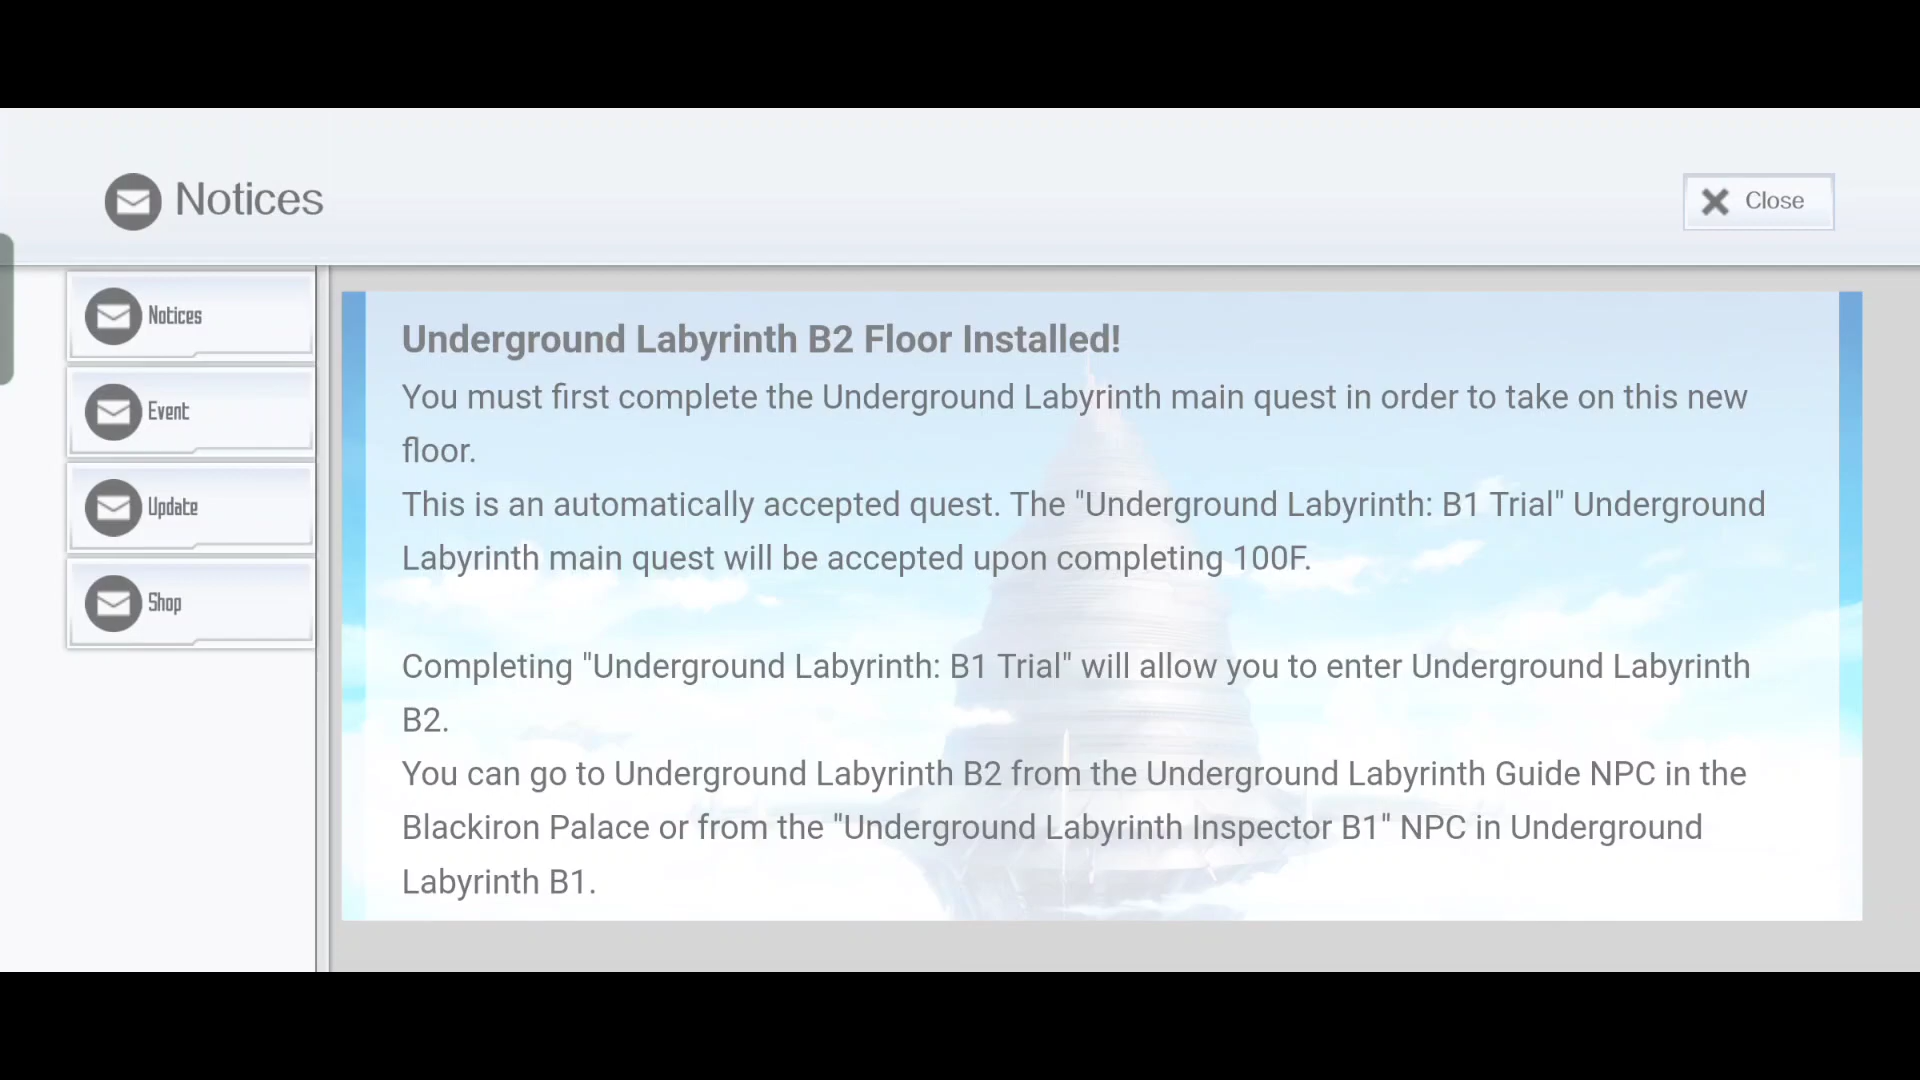 Notices
Close
Notices
Event
Update
Shop
Underground Labyrinth B2 Floor Installed!
You must first complete the Underground Labyrinth main quest in order to take on this new
floor.
This is an automatically accepted quest. The "Underground Labyrinth: B1 Trial" Underground
Labyrinth main quest will be accepted upon completing 100F.
Completing "Underground Labyrinth: B1 Trial" will allow you to enter Underground Labyrinth
B2.
You can go to Underground Labyrinth B2 from the Underground Labyrinth Guide NPC in the
Blackiron Palace or from the "Underground Labyrinth Inspector B1" NPC in Underground
Labyrinth B1.